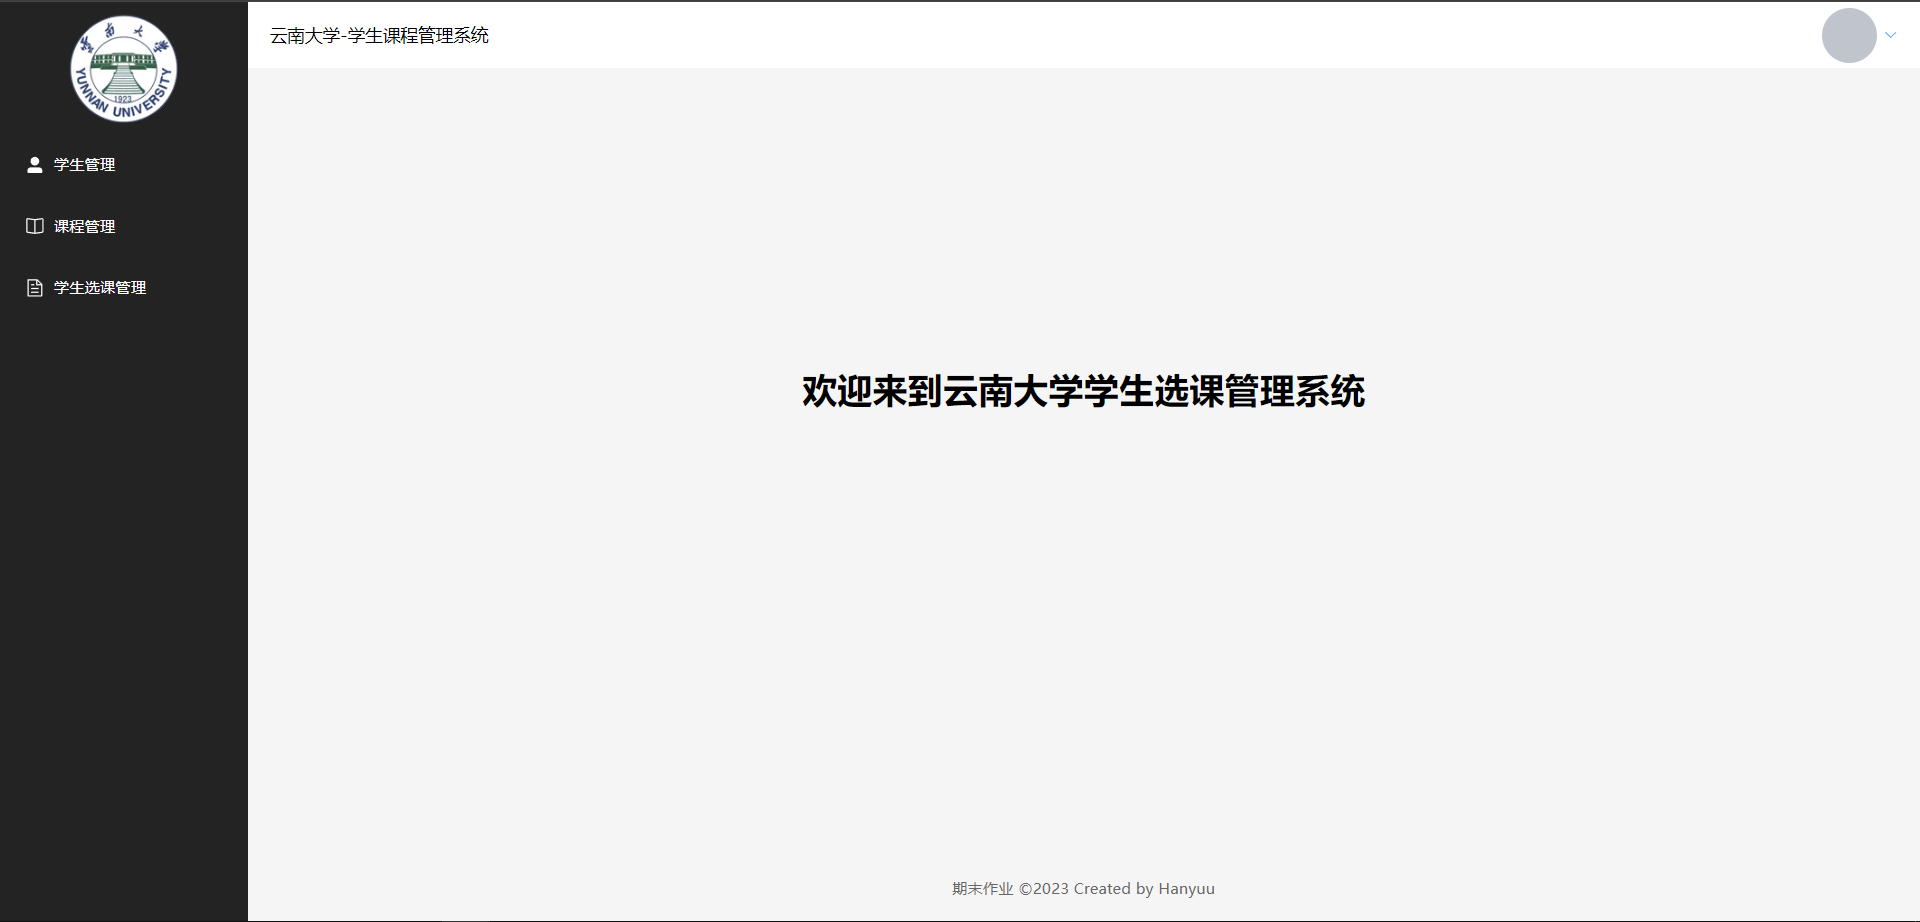 云南大学
YUNNAN UNIVERSITY
1923
云南大学-学生课程管理系统
学生管理
课程管理
学生选课管理
欢迎来到云南大学学生选课管理系统
期末作业 ©2023 Created by Hanyuu